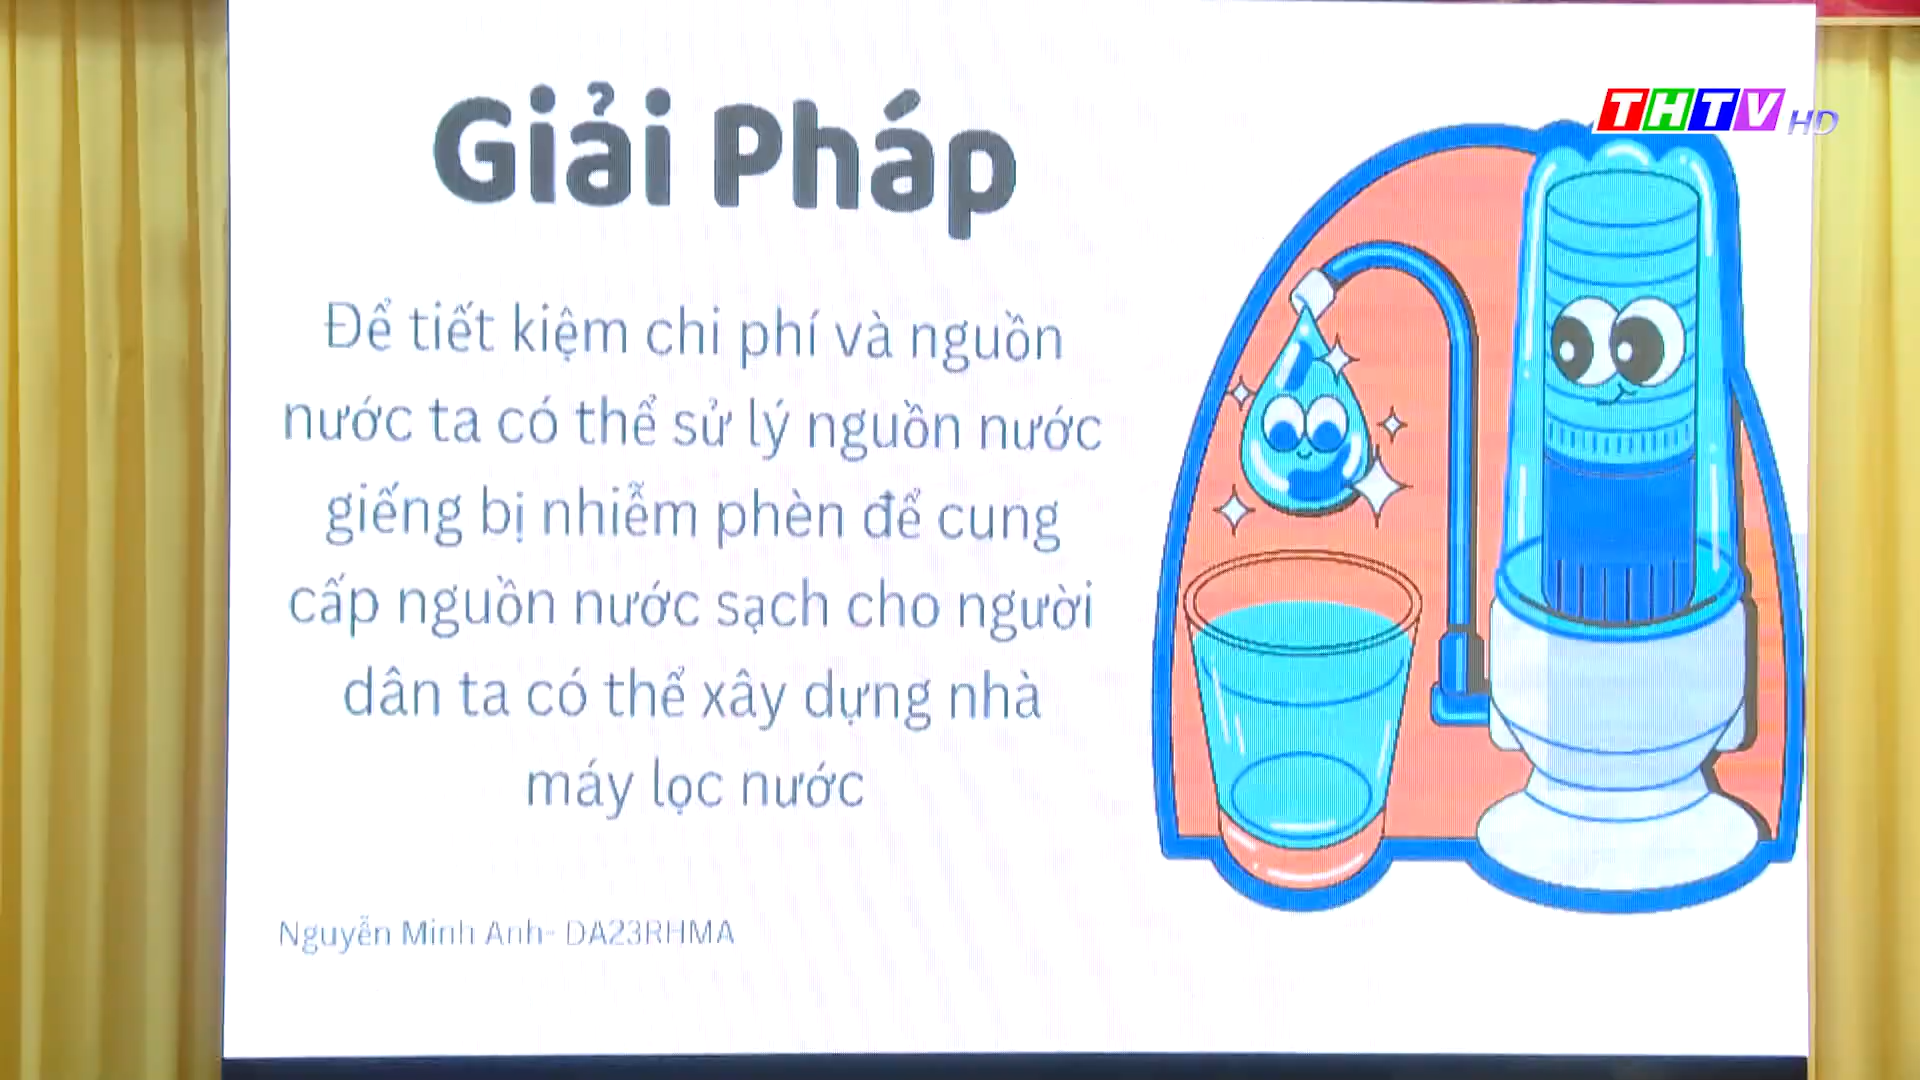 THTV HD
Giải Pháp
Để tiết kiệm chi phí và nguồn
nước ta có thể sử lý nguồn nước
giếng bị nhiễm phèn để cung
cấp nguồn nước sạch cho người
dân ta có thể xây dựng nhà
máy lọc nước
Nguyễn Minh Anh- DA23RHMA